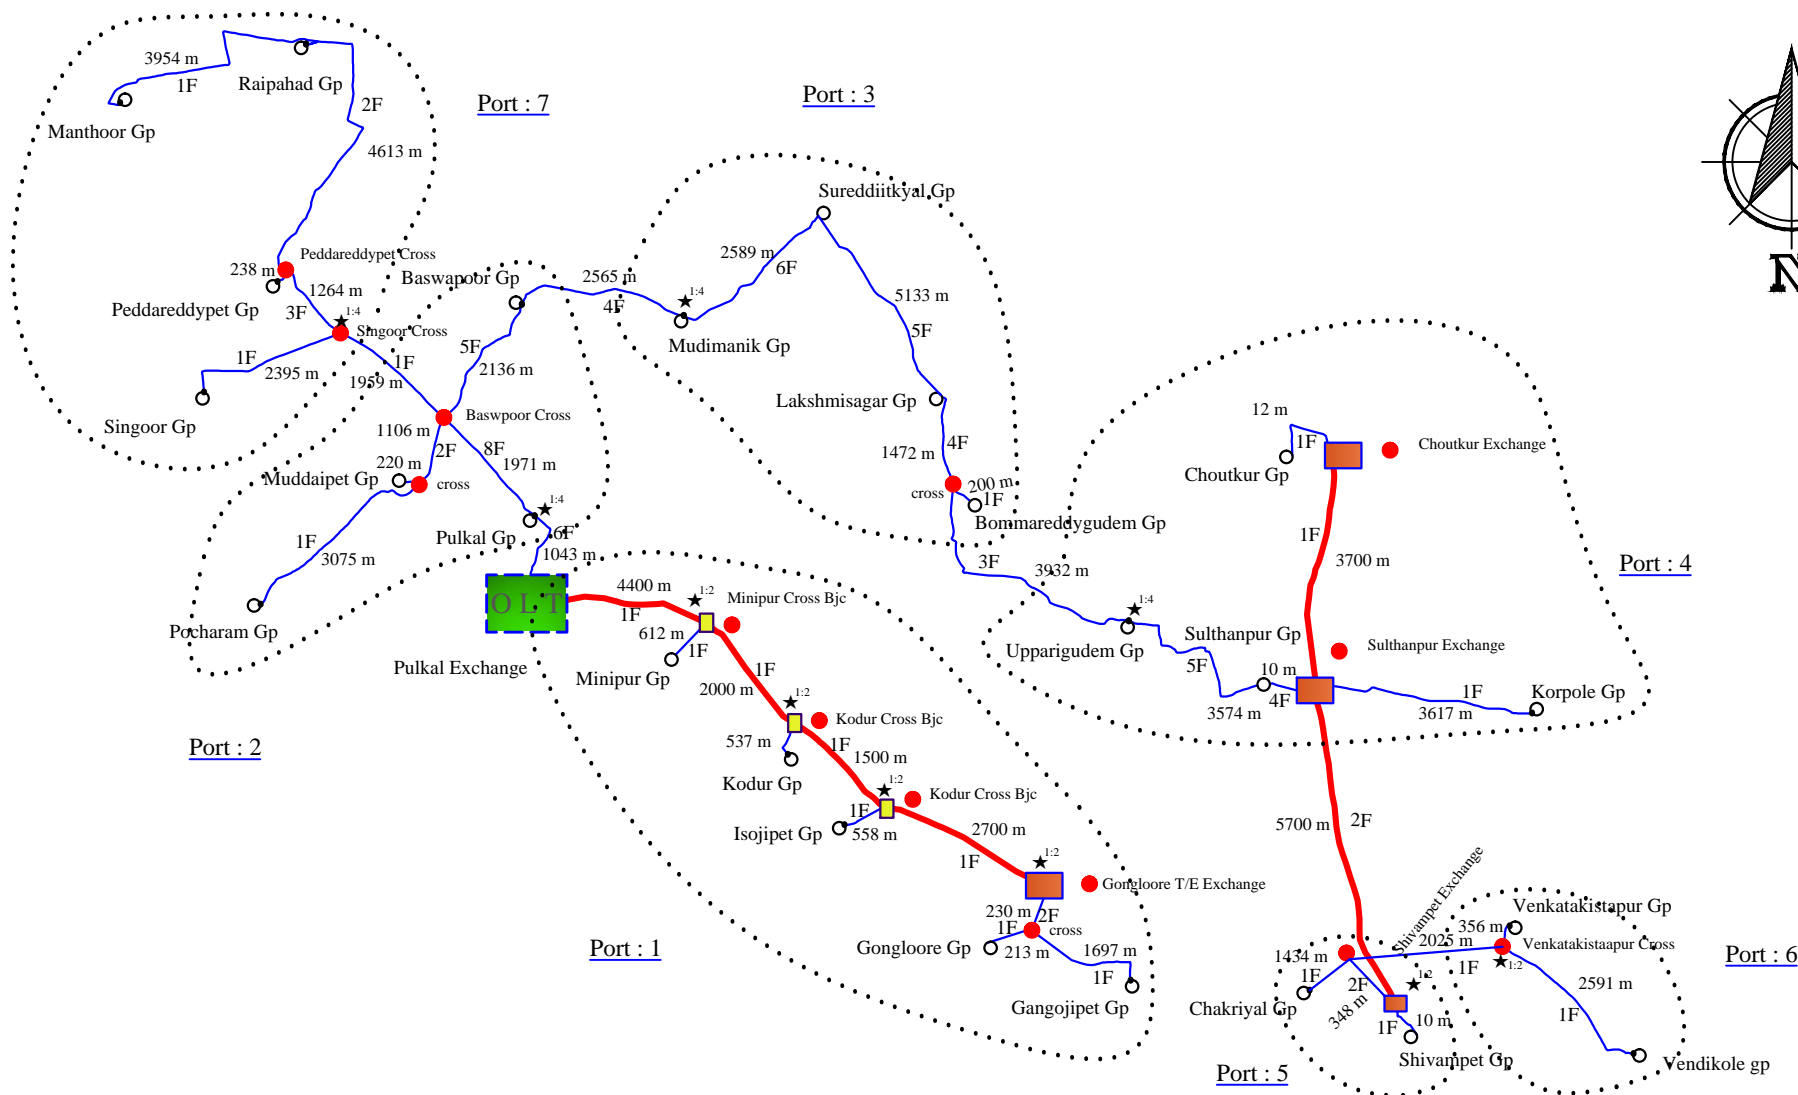 3954 m
1F
Raipahad Gp
Manthoor Gp
2F
4613 m
Port : 7
Port : 3
Sureddiitkyal Gp
2589 m
6F
Peddareddypet Cross
238 m
1264 m
Peddareddypet Gp
3F
1:4
Singoor Cross
Baswapoor Gp
2565 m
4F
1:4
Mudimanik Gp
5133 m
5F
1F
2395 m
1F
1959 m
Singoor Gp
5F
2136 m
Baswpoor Cross
Lakshmisagar Gp
1106 m
2F
8F
1971 m
220 m
Muddaipet Gp
cross
1:4
Pulkal Gp
6F
1043 m
1F
3075 m
Pocharam Gp
4F
1472 m
cross
200 m
1F
Bommareddygudem Gp
3F
3932 m
12 m
1F
Choutkur Gp
Choutkur Exchange
1F
3700 m
Port : 4
N
O L T
Pulkal Exchange
4400 m
1F
1:2
Minipur Cross Bjc
612 m
1F
Minipur Gp
1F
2000 m
1:2
Kodur Cross Bjc
537 m
1F
Kodur Gp
1500 m
1:2
Kodur Cross Bjc
1F
558 m
Isojipet Gp
2700 m
1F
1:2
Gongloore T/E Exchange
230 m
2F
1F
cross
Gongloore Gp
213 m
1697 m
1F
Gangojipet Gp
Port : 2
Port : 1
1:4
Upparigudem Gp
Sulthanpur Gp
Sulthanpur Exchange
5F
10 m
4F
3574 m
1F
3617 m
Korpole Gp
5700 m
2F
Shivampet Exchange
1434 m
1F
Chakriyal Gp
2F
348 m
1:2
1F
10 m
Shivampet Gp
Port : 5
Venkatakistapur Gp
356 m
2025 m
Venkatakistaapur Cross
1F
1:2
2591 m
1F
Vendikole gp
Port : 6